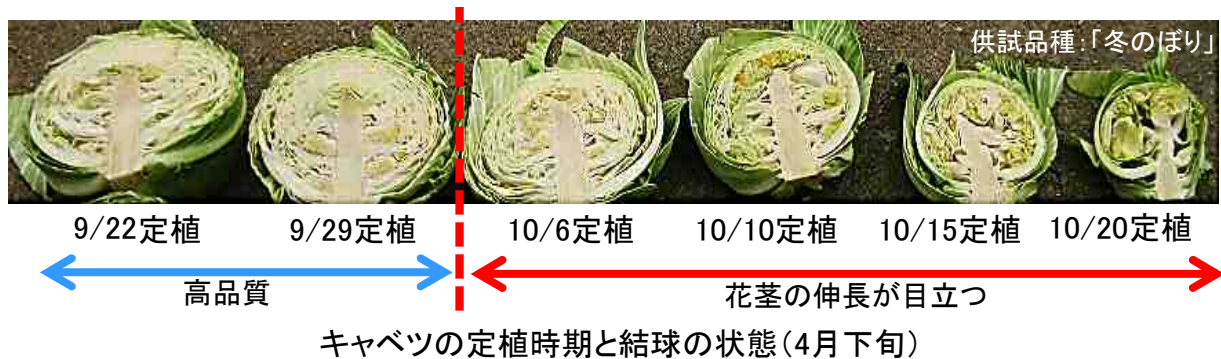 供試品種:「冬のぼり」
9/22定植 9/29定植 10/6定植 10/10定植 10/15定植 10/20定植
高品質 花茎の伸長が目立つ
キャベツの定植時期と結球の状態(4月下旬)